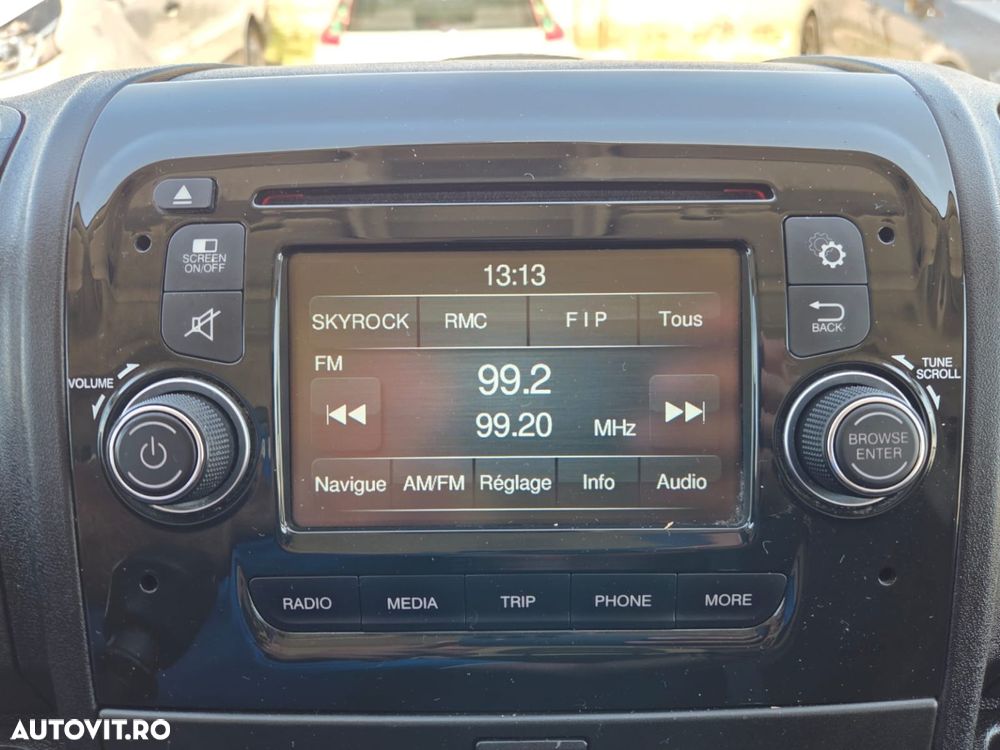 SCREEN
ON/OFF
VOLUME
13:13
SKYROCK RMC F I P Tous
FM
99.2
99.20 MHz
Navigue AM/FM Réglage Info Audio
BACK
TUNE
SCROLL
BROWSE
ENTER
RADIO MEDIA TRIP PHONE MORE
AUTOVIT.RO